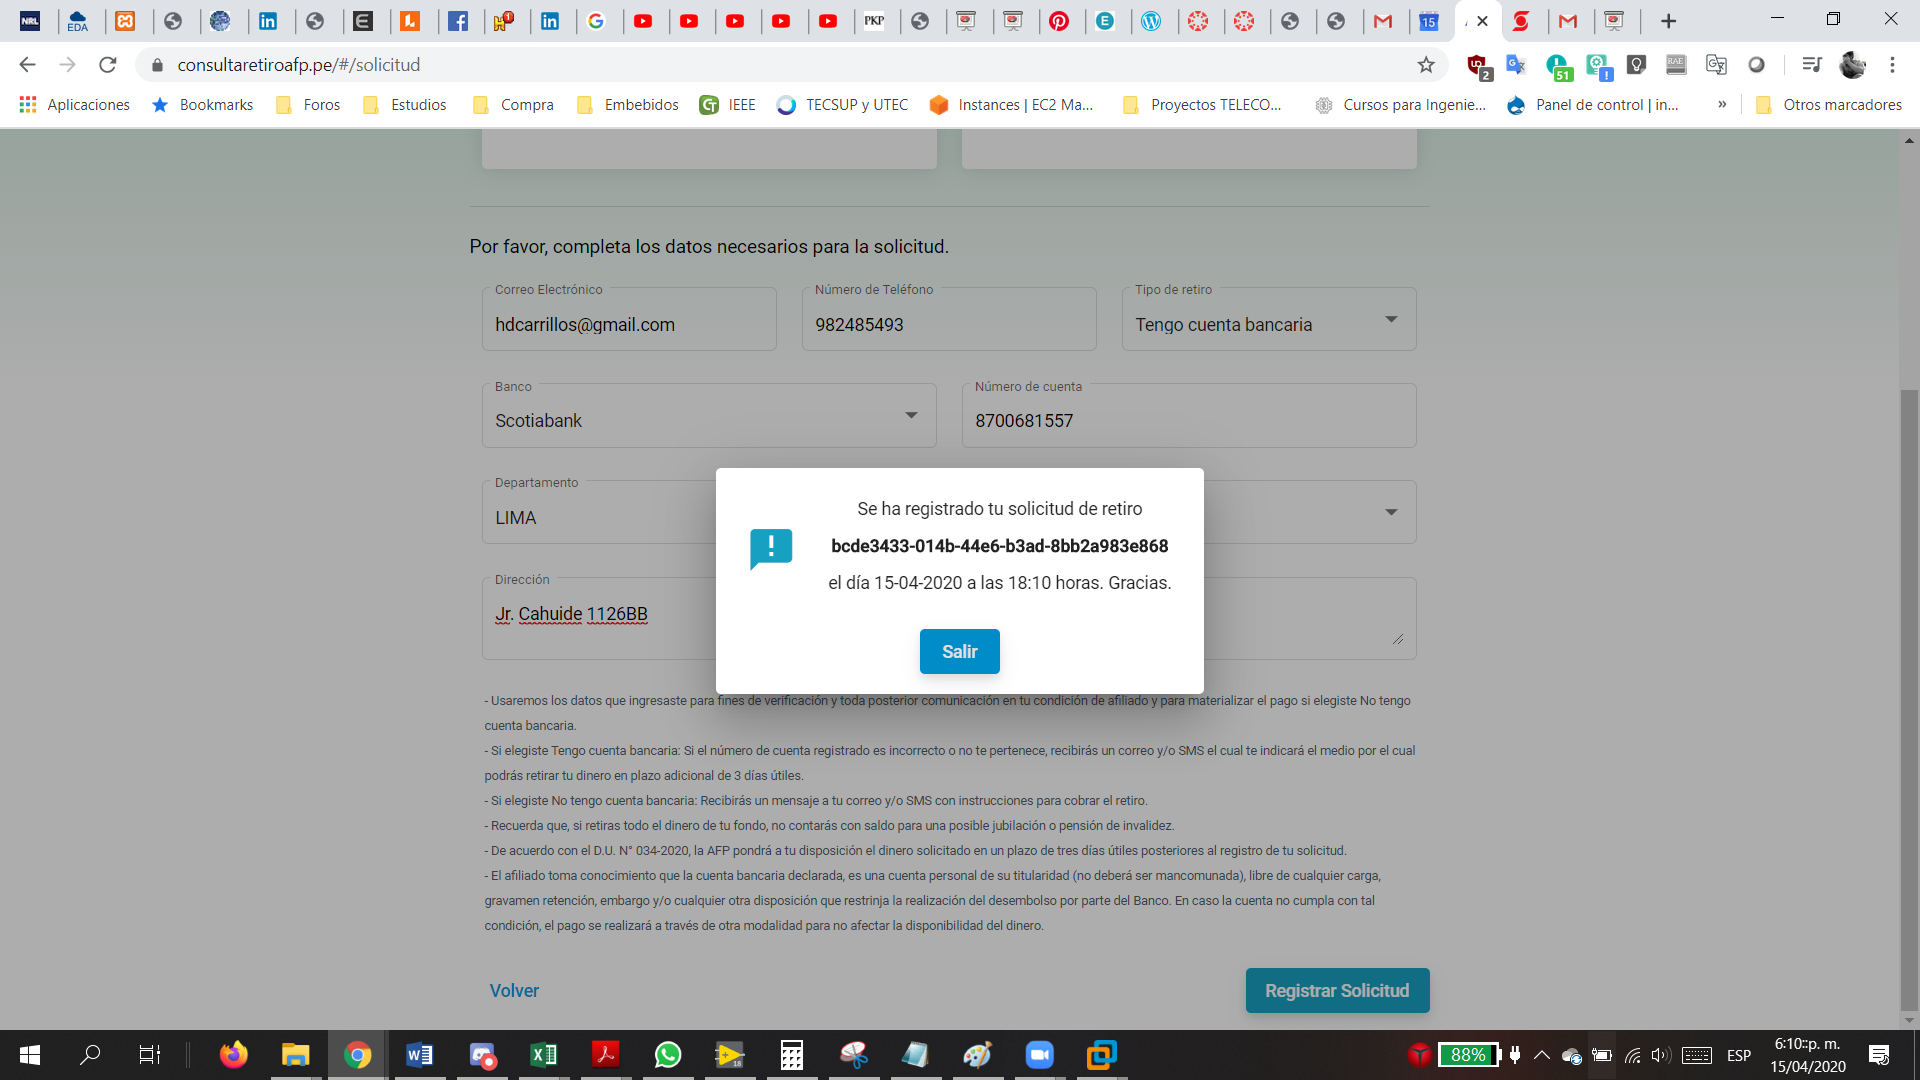 NRL
EDA
1
PKP
15
consultaretiroafp.pe/#/solicitud
2
51
!
RAE
Aplicaciones
Bookmarks
Foros
Estudios
Compra
Embebidos
IEEE
TECSUP y UTEC
Instances | EC2 Ma...
Proyectos TELECO...
Cursos para Ingenie...
Panel de control | in...
»
Otros marcadores
Por favor, completa los datos necesarios para la solicitud.
Correo Electrónico
hdcarrillos@gmail.com
Número de Teléfono
982485493
Tipo de retiro
Tengo cuenta bancaria
Banco
Scotiabank
Número de cuenta
8700681557
Departamento
LIMA
Dirección
Jr. Cahuide 1126BB
Se ha registrado tu solicitud de retiro
bcde3433-014b-44e6-b3ad-8bb2a983e868
el día 15-04-2020 a las 18:10 horas. Gracias.
Salir
- Usaremos los datos que ingresaste para fines de verificación y toda posterior comunicación en tu condición de afiliado y para materializar el pago si elegiste No tengo
cuenta bancaria.
- Si elegiste Tengo cuenta bancaria: Si el número de cuenta registrado es incorrecto o no te pertenece, recibirás un correo y/o SMS el cual te indicará el medio por el cual
podrás retirar tu dinero en plazo adicional de 3 días útiles.
- Si elegiste No tengo cuenta bancaria: Recibirás un mensaje a tu correo y/o SMS con instrucciones para cobrar el retiro.
- Recuerda que, si retiras todo el dinero de tu fondo, no contarás con saldo para una posible jubilación o pensión de invalidez.
- De acuerdo con el D.U. N° 034-2020, la AFP pondrá a tu disposición el dinero solicitado en un plazo de tres días útiles posteriores al registro de tu solicitud.
- El afiliado toma conocimiento que la cuenta bancaria declarada, es una cuenta personal de su titularidad (no deberá ser mancomunada), libre de cualquier carga,
gravamen retención, embargo y/o cualquier otra disposición que restrinja la realización del desembolso por parte del Banco. En caso la cuenta no cumpla con tal
condición, el pago se realizará a través de otra modalidad para no afectar la disponibilidad del dinero.
Volver
Registrar Solicitud
88%
ESP
6:10 p. m.
15/04/2020